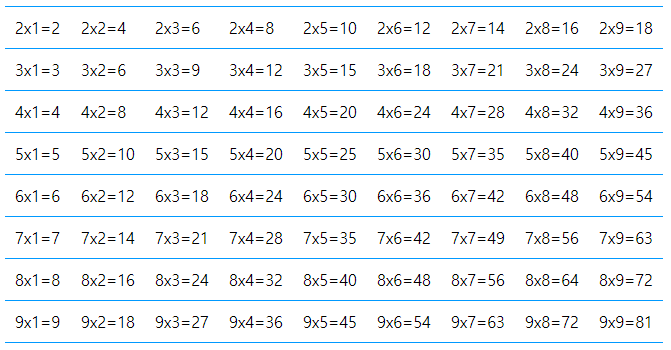 2x1=2 2x2=4 2x3=6 2x4=8 2x5=10 2x6=12 2x7=14 2x8=16 2x9=18
3x1=3 3x2=6 3x3=9 3x4=12 3x5=15 3x6=18 3x7=21 3x8=24 3x9=27
4x1=4 4x2=8 4x3=12 4x4=16 4x5=20 4x6=24 4x7=28 4x8=32 4x9=36
5x1=5 5x2=10 5x3=15 5x4=20 5x5=25 5x6=30 5x7=35 5x8=40 5x9=45
6x1=6 6x2=12 6x3=18 6x4=24 6x5=30 6x6=36 6x7=42 6x8=48 6x9=54
7x1=7 7x2=14 7x3=21 7x4=28 7x5=35 7x6=42 7x7=49 7x8=56 7x9=63
8x1=8 8x2=16 8x3=24 8x4=32 8x5=40 8x6=48 8x7=56 8x8=64 8x9=72
9x1=9 9x2=18 9x3=27 9x4=36 9x5=45 9x6=54 9x7=63 9x8=72 9x9=81